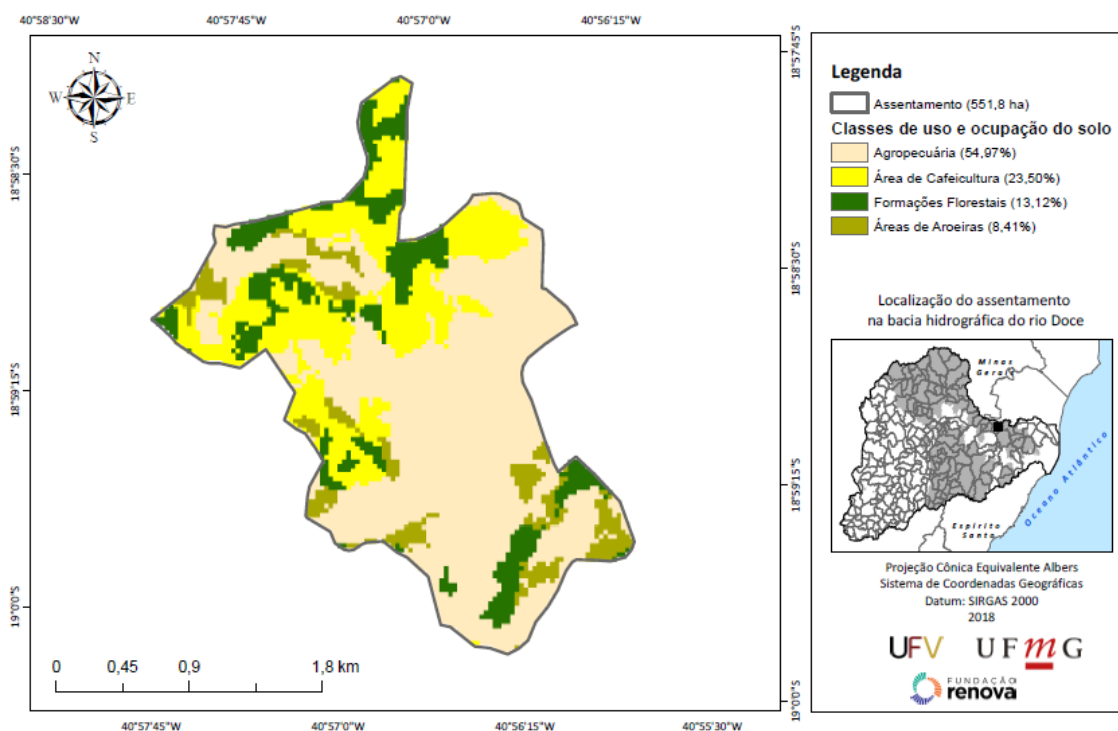 40°58'30"W
40°57'45"W
40°57'0"W
40°56'15"W
N
W
E
S
18°58'30"S
18°59'15"S
19°0'0"S
18°57'45"S
18°58'30"S
18°59'15"S
19°0'0"S
0
0,45
0,9
1,8 km
40°57'45"W
40°57'0"W
40°56'15"W
40°55'30"W
Legenda
Assentamento (551,8 ha)
Classes de uso e ocupação do solo
Agropecuária (54,97%)
Área de Cafeicultura (23,50%)
Formações Florestais (13,12%)
Áreas de Aroeiras (8,41%)
Localização do assentamento
na bacia hidrográfica do rio Doce
Minas
Gerais
Oceano Atlântico
Espírito
Santo
Projeção Cônica Equivalente Albers
Sistema de Coordenadas Geográficas
Datum: SIRGAS 2000
2018
UFV
UFmG
FUNDAÇÃO
renova